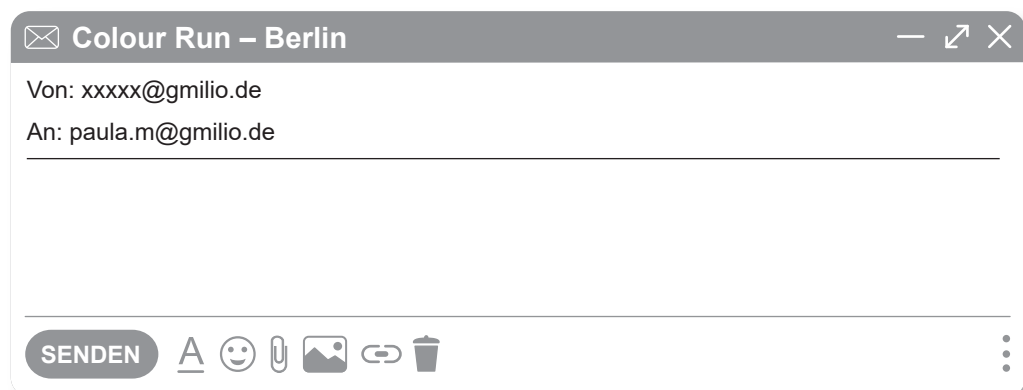 Colour Run – Berlin
Von: xxxxx@gmilio.de
An: paula.m@gmilio.de
SENDEN A